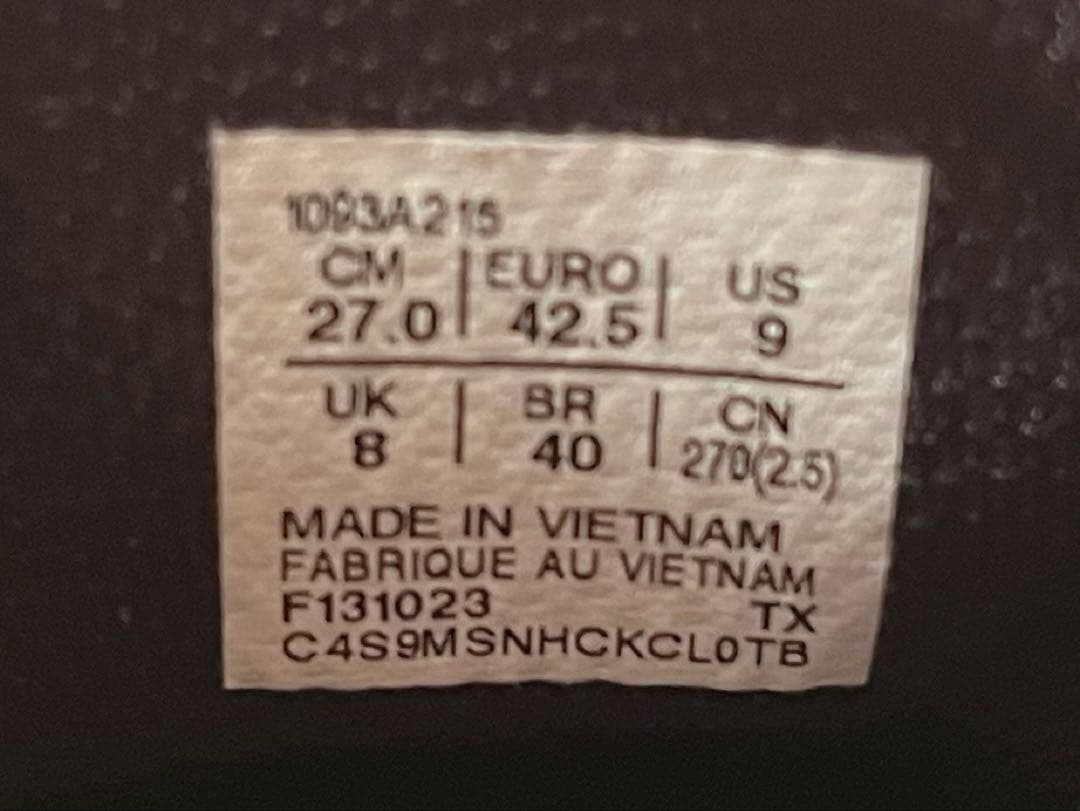 1093A215
CM | EURO | US
27.0 | 42.5 | 9
UK | BR | CN
8 | 40 | 270(2.5)
MADE IN VIETNAM
FABRIQUE AU VIETNAM
F131023 TX
C4S9MSNHCKCL0TB